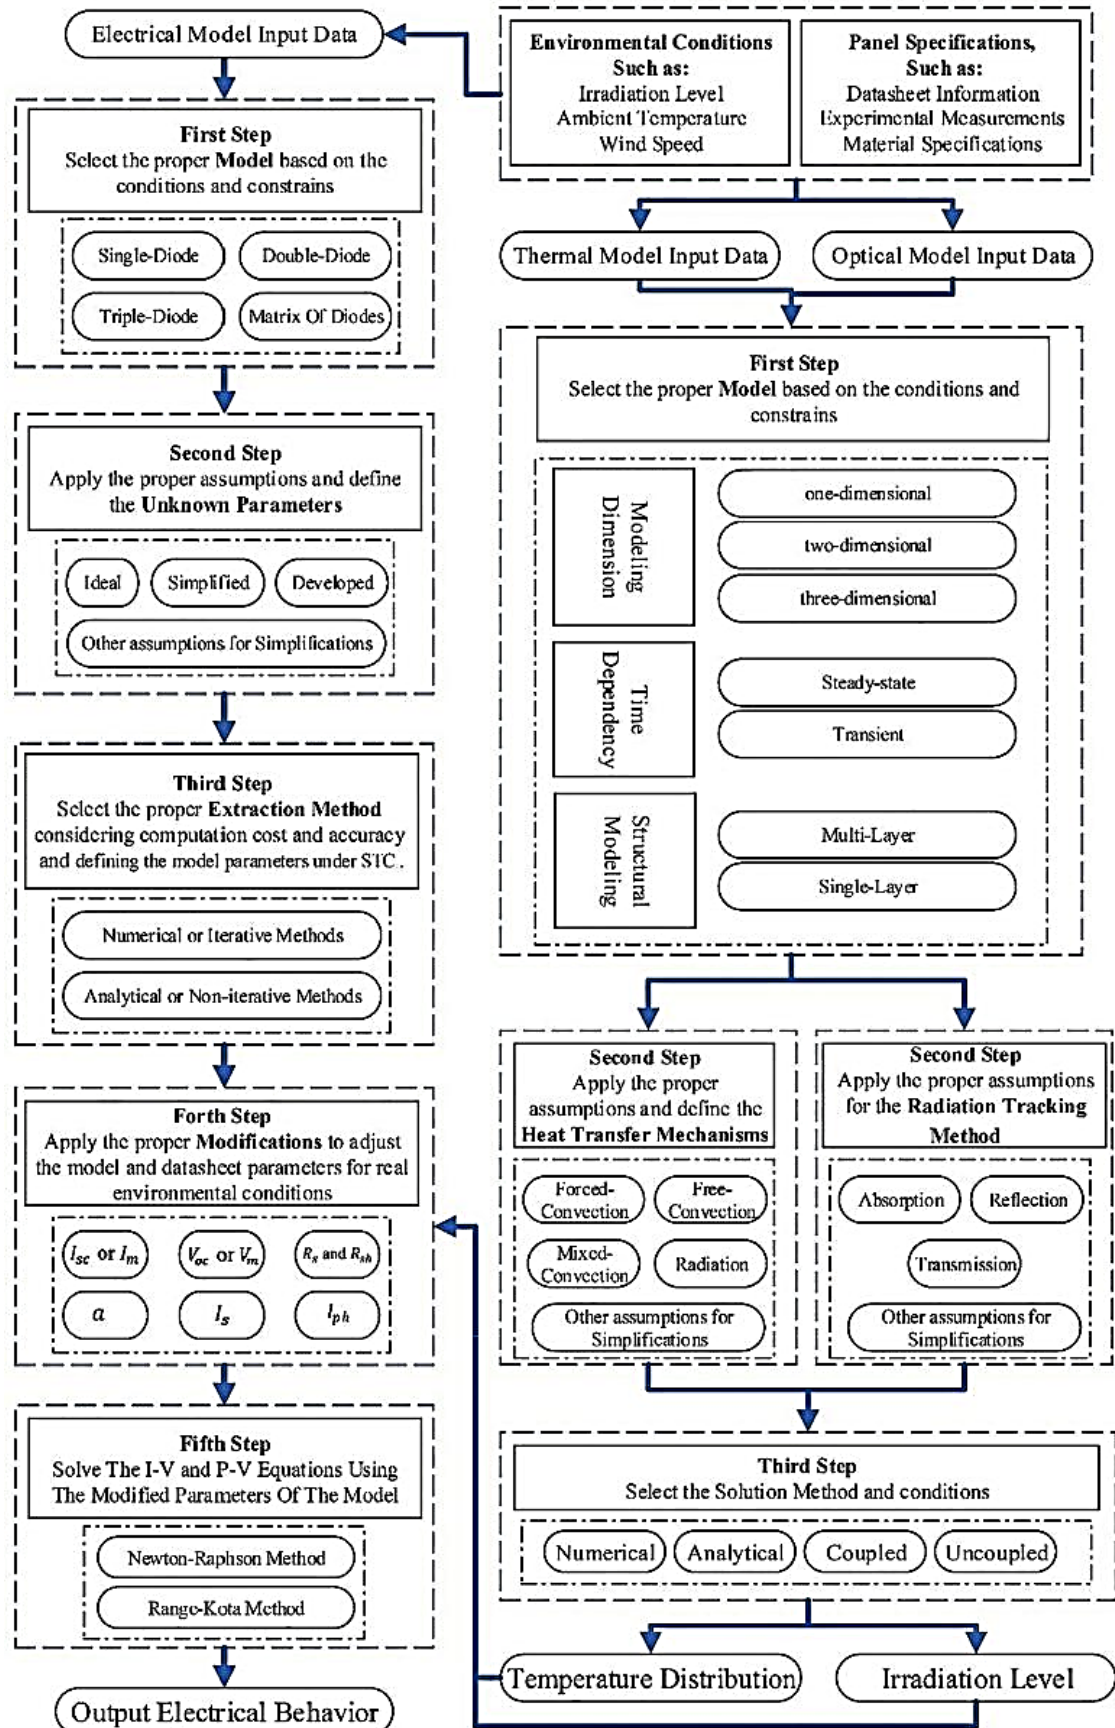 Electrical Model Input Data
First Step
Select the proper Model based on the
conditions and constrains
Single-Diode
Double-Diode
Triple-Diode
Matrix Of Diodes
Second Step
Apply the proper assumptions and define
the Unknown Parameters
Ideal
Simplified
Developed
Other assumptions for Simplifications
Third Step
Select the proper Extraction Method
considering computation cost and accuracy
and defining the model parameters under STC.
Numerical or Iterative Methods
Analytical or Non-iterative Methods
Forth Step
Apply the proper Modifications to adjust
the model and datasheet parameters for real
environmental conditions
I_sc or I_m
V_oc or V_m
R_s and R_sh
a
I_s
I_ph
Fifth Step
Solve The I-V and P-V Equations Using
The Modified Parameters Of The Model
Newton-Raphson Method
Range-Kota Method
Output Electrical Behavior
Environmental Conditions
Such as:
Irradiation Level
Ambient Temperature
Wind Speed
Panel Specifications,
Such as:
Datasheet Information
Experimental Measurements
Material Specifications
Thermal Model Input Data
Optical Model Input Data
First Step
Select the proper Model based on the conditions and
constrains
Modeling
Dimension
one-dimensional
two-dimensional
three-dimensional
Time
Dependency
Steady-state
Transient
Structural
Modeling
Multi-Layer
Single-Layer
Second Step
Apply the proper
assumptions and define the
Heat Transfer Mechanisms
Forced-
Convection
Free-
Convection
Mixed-
Convection
Radiation
Other assumptions for
Simplifications
Second Step
Apply the proper assumptions
for the Radiation Tracking
Method
Absorption
Reflection
Transmission
Other assumptions for
Simplifications
Third Step
Select the Solution Method and conditions
Numerical
Analytical
Coupled
Uncoupled
Temperature Distribution
Irradiation Level